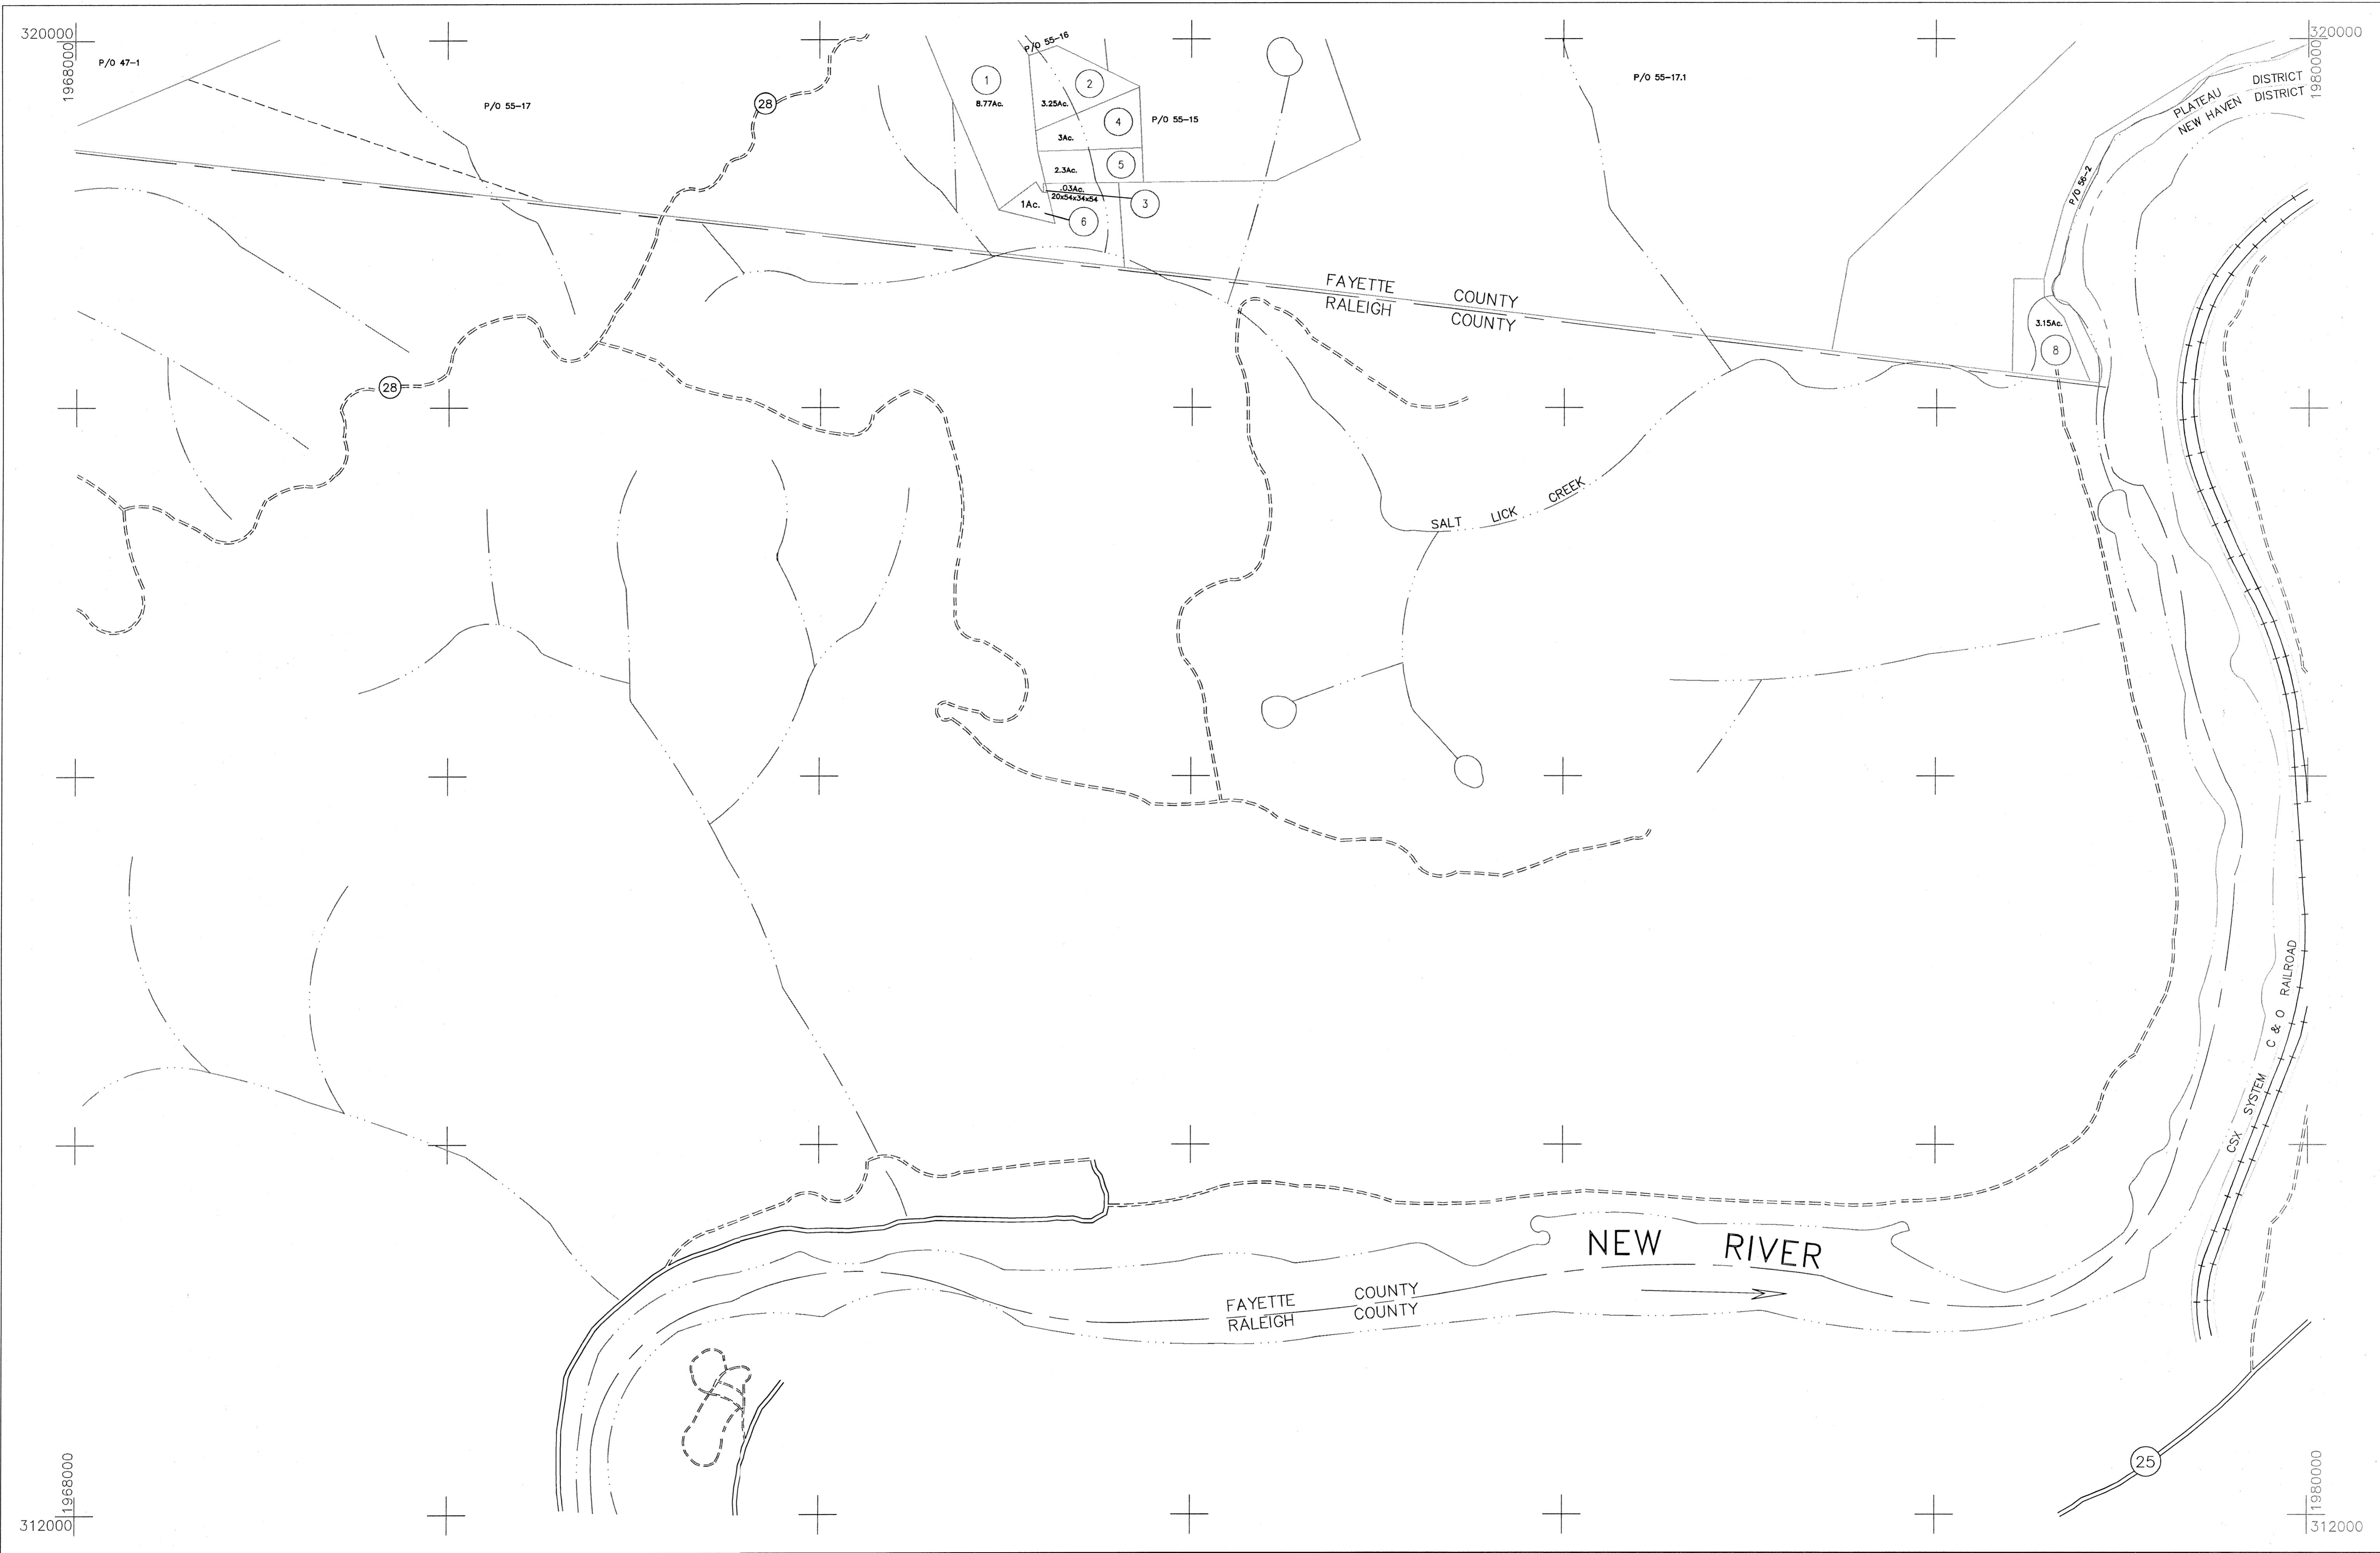 320000
1968000
P/O 47-1
P/O 55-17
28
1
8.77Ac.
P/O 55-16
2
3.25Ac.
4
3Ac.
P/O 55-15
5
2.3Ac.
.03Ac.
20x54x34x54
3
1Ac.
6
P/O 55-17.1
320000
1980000
PLATEAU DISTRICT
NEW HAVEN DISTRICT
P/O 56-2
FAYETTE COUNTY
RALEIGH COUNTY
3.15Ac.
8
28
SALT LICK CREEK
CSX SYSTEM C & O RAILROAD
NEW RIVER
FAYETTE COUNTY
RALEIGH COUNTY
25
1968000
312000
1980000
312000